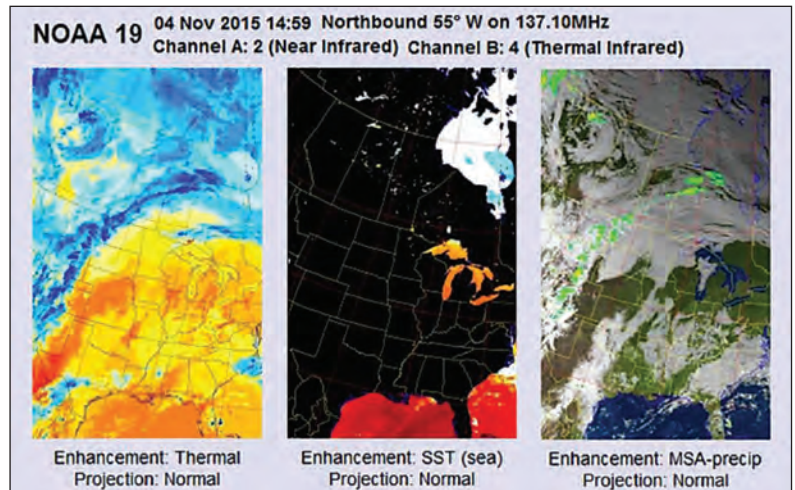 NOAA 19
04 Nov 2015 14:59 Northbound 55° W on 137.10MHz
Channel A: 2 (Near Infrared) Channel B: 4 (Thermal Infrared)
Enhancement: Thermal
Projection: Normal
Enhancement: SST (sea)
Projection: Normal
Enhancement: MSA-precip
Projection: Normal